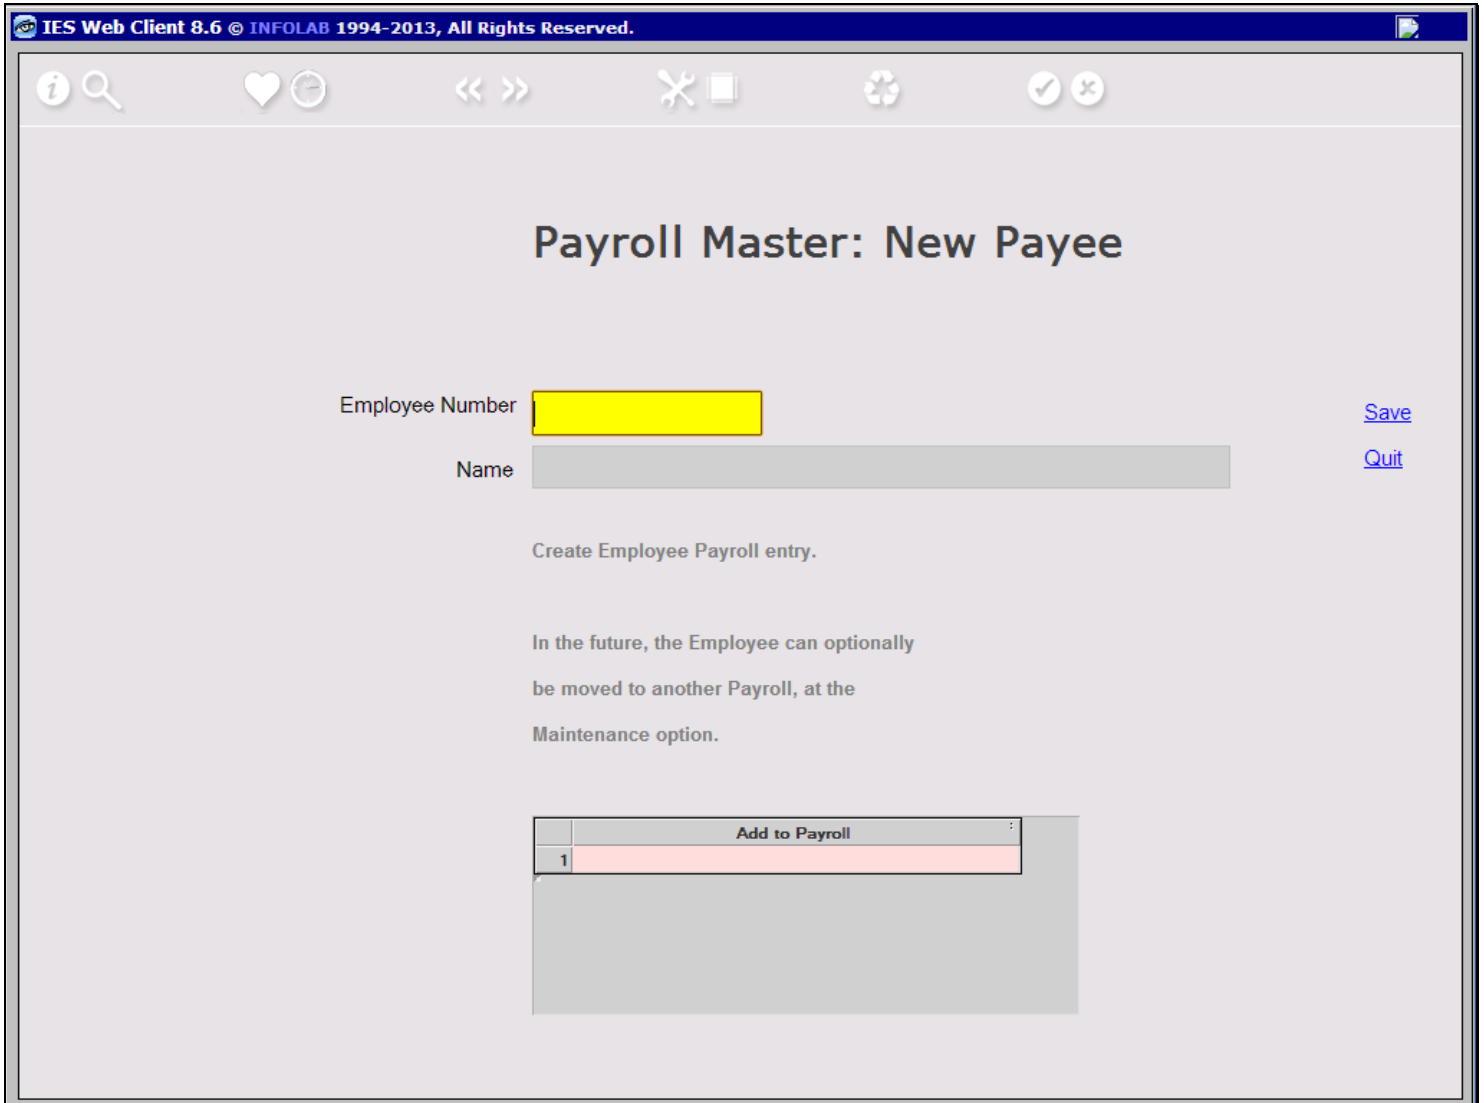 IES Web Client 8.6 © INFOLAB 1994-2013, All Rights Reserved.
Payroll Master: New Payee
Employee Number
Save
Name
Quit
Create Employee Payroll entry.
In the future, the Employee can optionally
be moved to another Payroll, at the
Maintenance option.
Add to Payroll
1